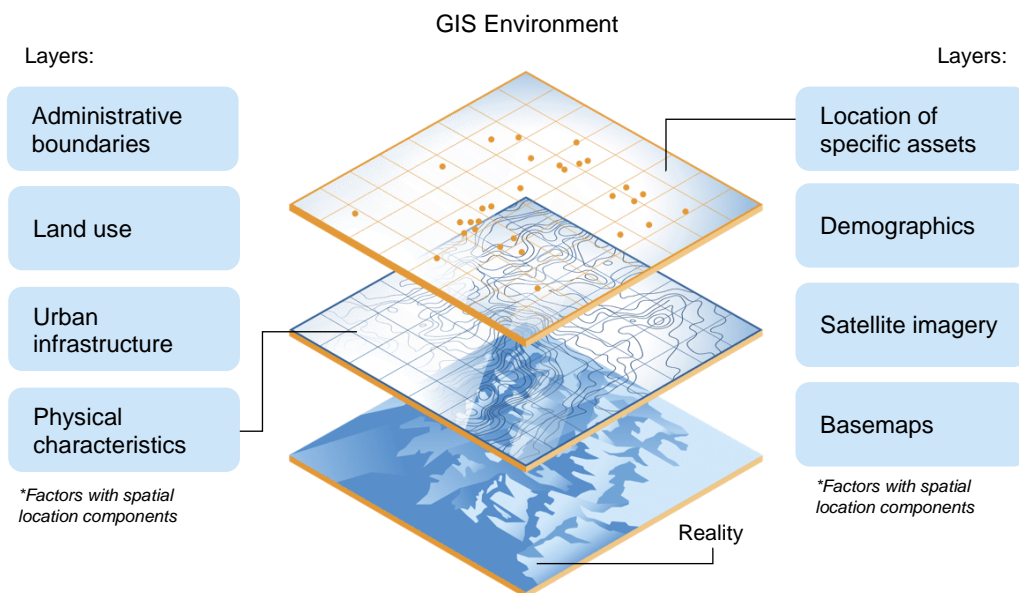 GIS Environment
Layers:
Administrative
boundaries
Land use
Urban
infrastructure
Physical
characteristics
*Factors with spatial
location components
Layers:
Location of
specific assets
Demographics
Satellite imagery
Basemaps
*Factors with spatial
location components
Reality